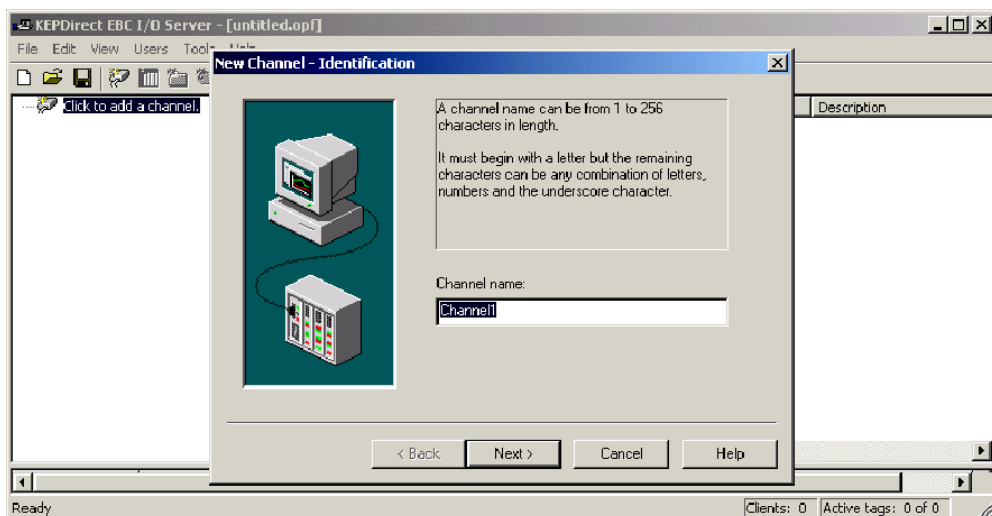 KEPDirect EBC I/O Server - [untitled.opf]
File Edit View Users Tools Help
New Channel - Identification
Click to add a channel.
Description
A channel name can be from 1 to 256
characters in length.
It must begin with a letter but the remaining
characters can be any combination of letters,
numbers and the underscore character.
Channel name:
Channel1
< Back Next > Cancel Help
Ready
Clients: 0 Active tags: 0 of 0